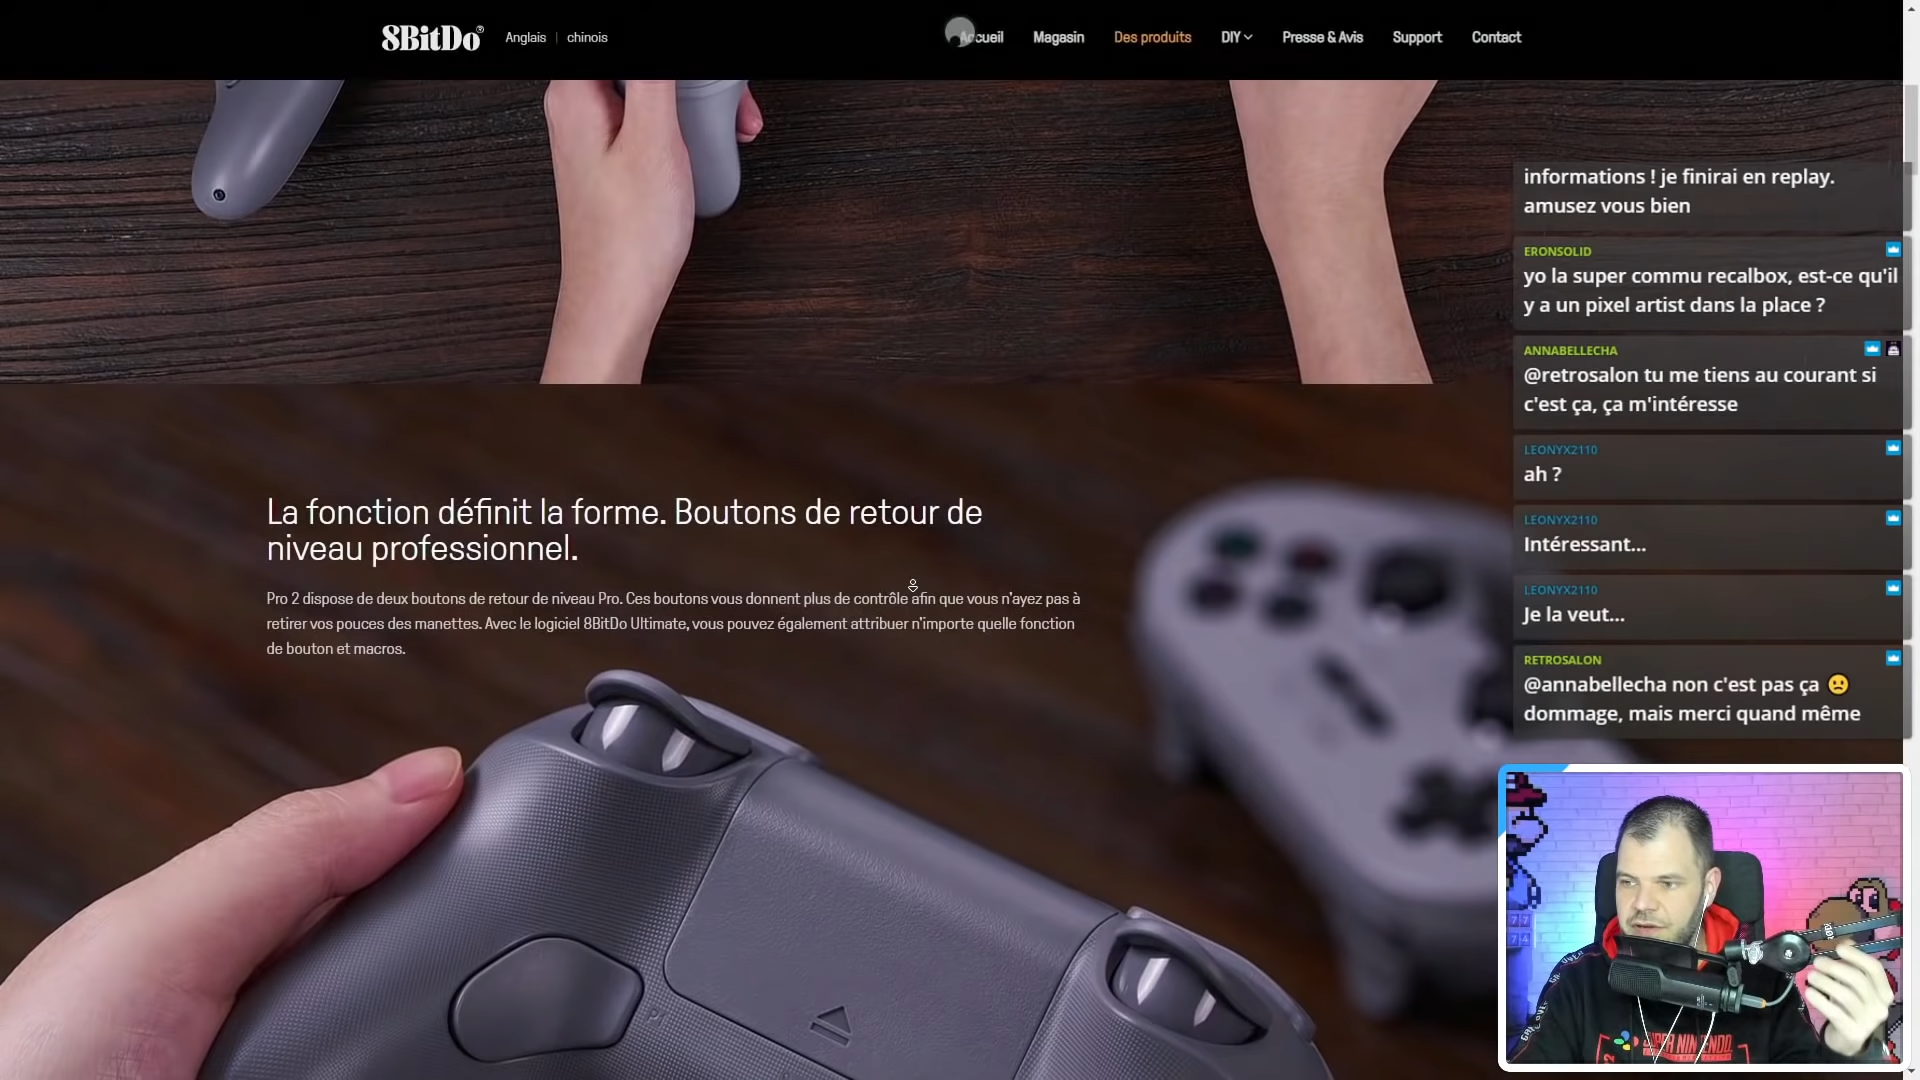 8BitDo
Anglais | chinois
Accueil
Magasin
Des produits
DIY
Presse & Avis
Support
Contact
La fonction définit la forme. Boutons de retour de
niveau professionnel.
Pro 2 dispose de deux boutons de retour de niveau Pro. Ces boutons vous donnent plus de contrôle afin que vous n'ayez pas à
retirer vos pouces des manettes. Avec le logiciel 8BitDo Ultimate, vous pouvez également attribuer n'importe quelle fonction
de bouton et macros.
informations ! je finirai en replay.
amusez vous bien
ERONSOLID
yo la super commu recalbox, est-ce qu'il
y a un pixel artist dans la place ?
ANNABELLECHA
@retrosalon tu me tiens au courant si
c'est ça, ça m'intéresse
LEONYX2110
ah ?
LEONYX2110
Intéressant...
LEONYX2110
Je la veut...
RETROSALON
@annabellecha non c'est pas ça
dommage, mais merci quand même
SUPER NINTENDO